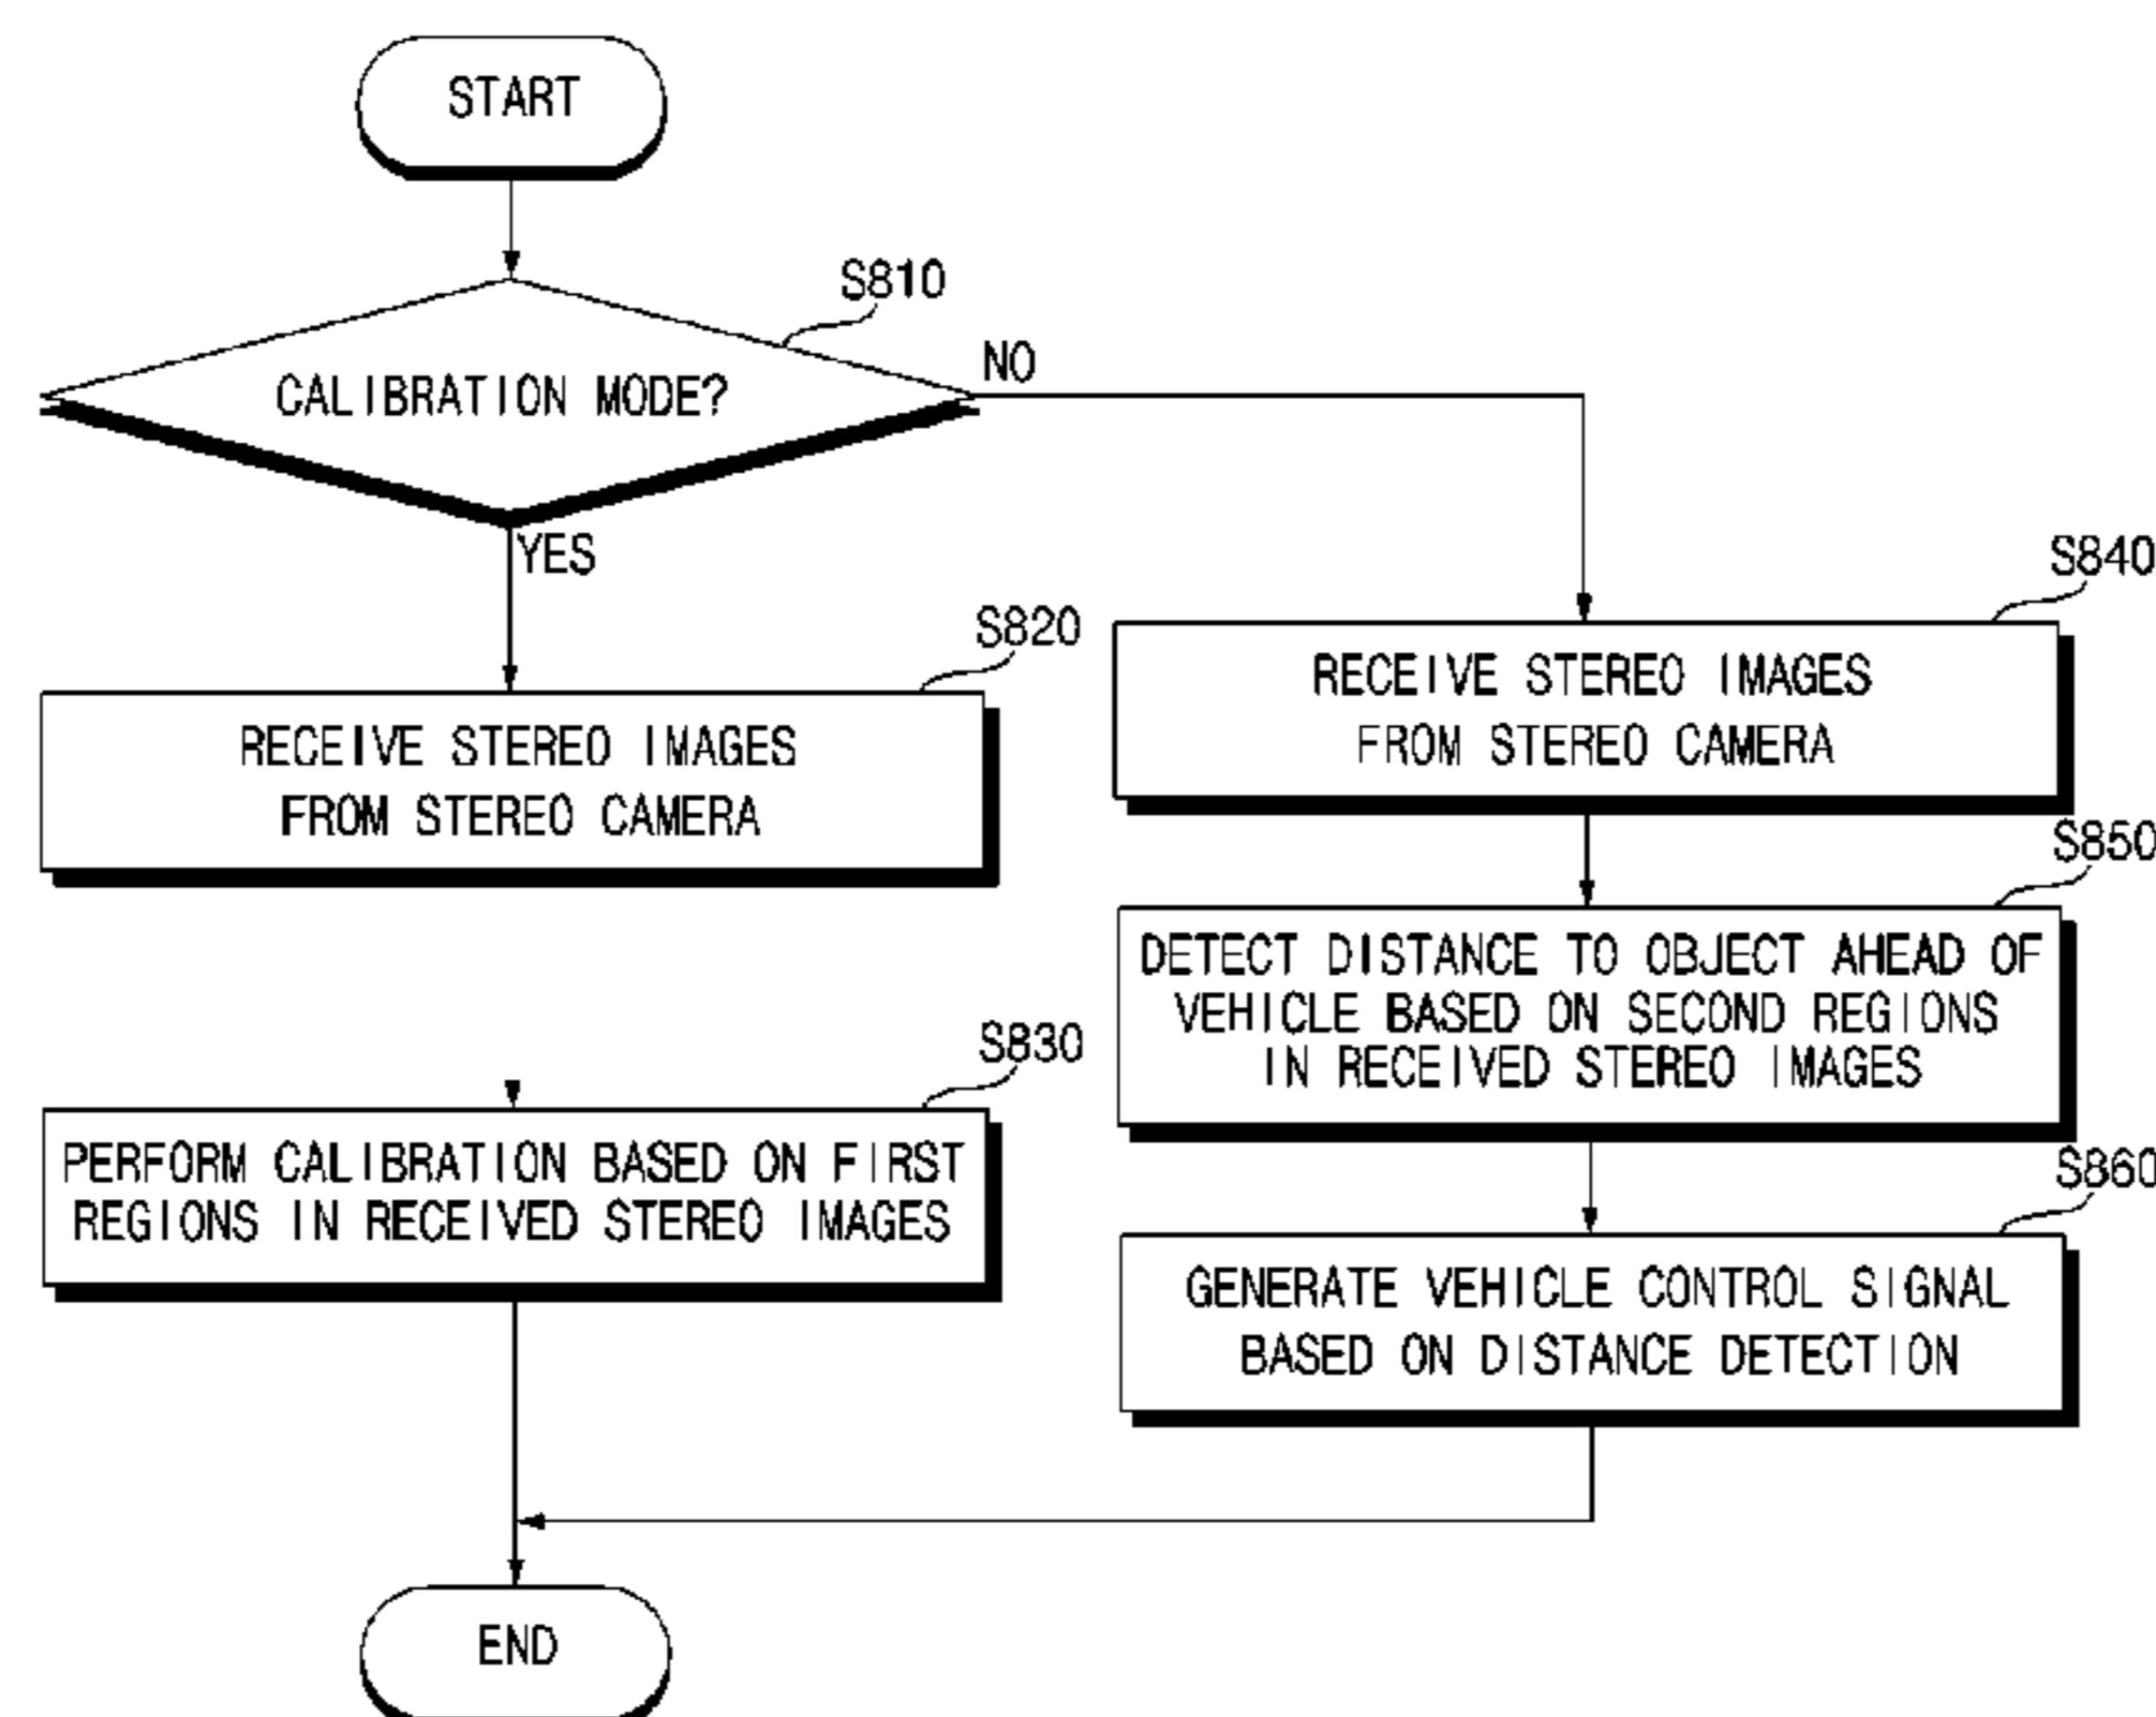 START
S810
CALIBRATION MODE?
NO
YES
S820
RECEIVE STEREO IMAGES
FROM STEREO CAMERA
S830
PERFORM CALIBRATION BASED ON FIRST
REGIONS IN RECEIVED STEREO IMAGES
S840
RECEIVE STEREO IMAGES
FROM STEREO CAMERA
S850
DETECT DISTANCE TO OBJECT AHEAD OF
VEHICLE BASED ON SECOND REGIONS
IN RECEIVED STEREO IMAGES
S860
GENERATE VEHICLE CONTROL SIGNAL
BASED ON DISTANCE DETECTION
END